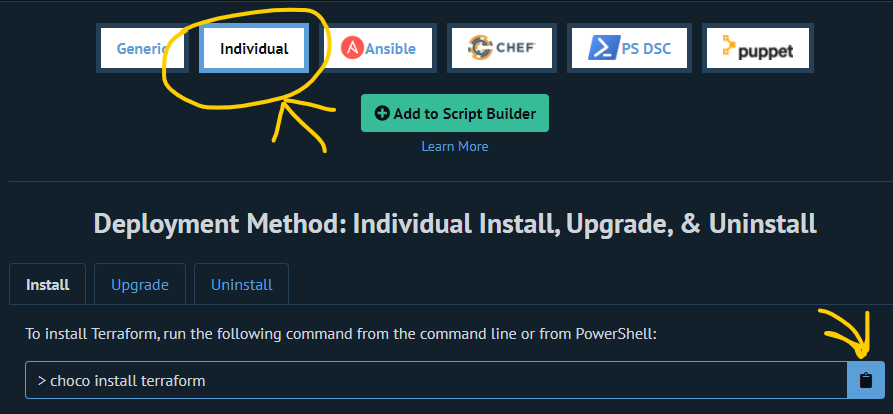 Generic Individual Ansible CHEF PS DSC puppet
Add to Script Builder
Learn More
Deployment Method: Individual Install, Upgrade, & Uninstall
Install Upgrade Uninstall
To install Terraform, run the following command from the command line or from PowerShell:
> choco install terraform